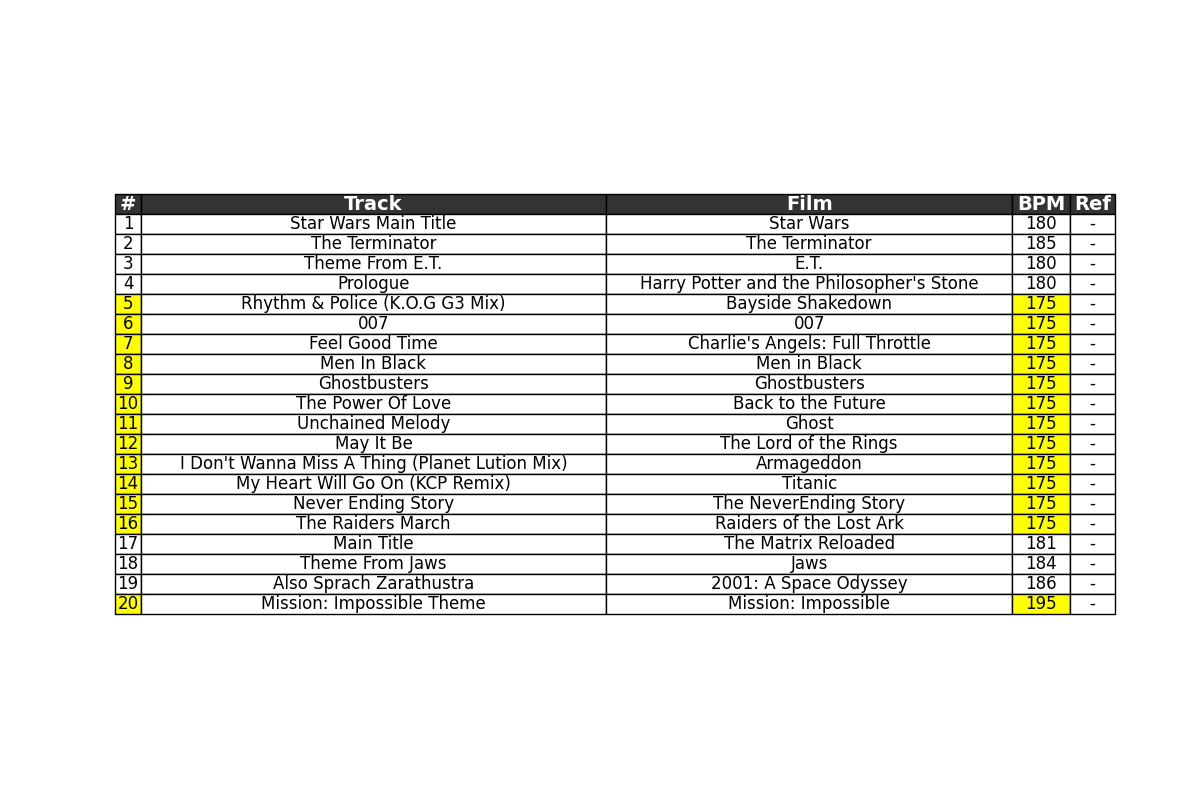 # Track Film BPM Ref
1 Star Wars Main Title Star Wars 180 -
2 The Terminator The Terminator 185 -
3 Theme From E.T. E.T. 180 -
4 Prologue Harry Potter and the Philosopher's Stone 180 -
5 Rhythm & Police (K.O.G G3 Mix) Bayside Shakedown 175 -
6 007 007 175 -
7 Feel Good Time Charlie's Angels: Full Throttle 175 -
8 Men In Black Men in Black 175 -
9 Ghostbusters Ghostbusters 175 -
10 The Power Of Love Back to the Future 175 -
11 Unchained Melody Ghost 175 -
12 May It Be The Lord of the Rings 175 -
13 I Don't Wanna Miss A Thing (Planet Lution Mix) Armageddon 175 -
14 My Heart Will Go On (KCP Remix) Titanic 175 -
15 Never Ending Story The NeverEnding Story 175 -
16 The Raiders March Raiders of the Lost Ark 175 -
17 Main Title The Matrix Reloaded 181 -
18 Theme From Jaws Jaws 184 -
19 Also Sprach Zarathustra 2001: A Space Odyssey 186 -
20 Mission: Impossible Theme Mission: Impossible 195 -